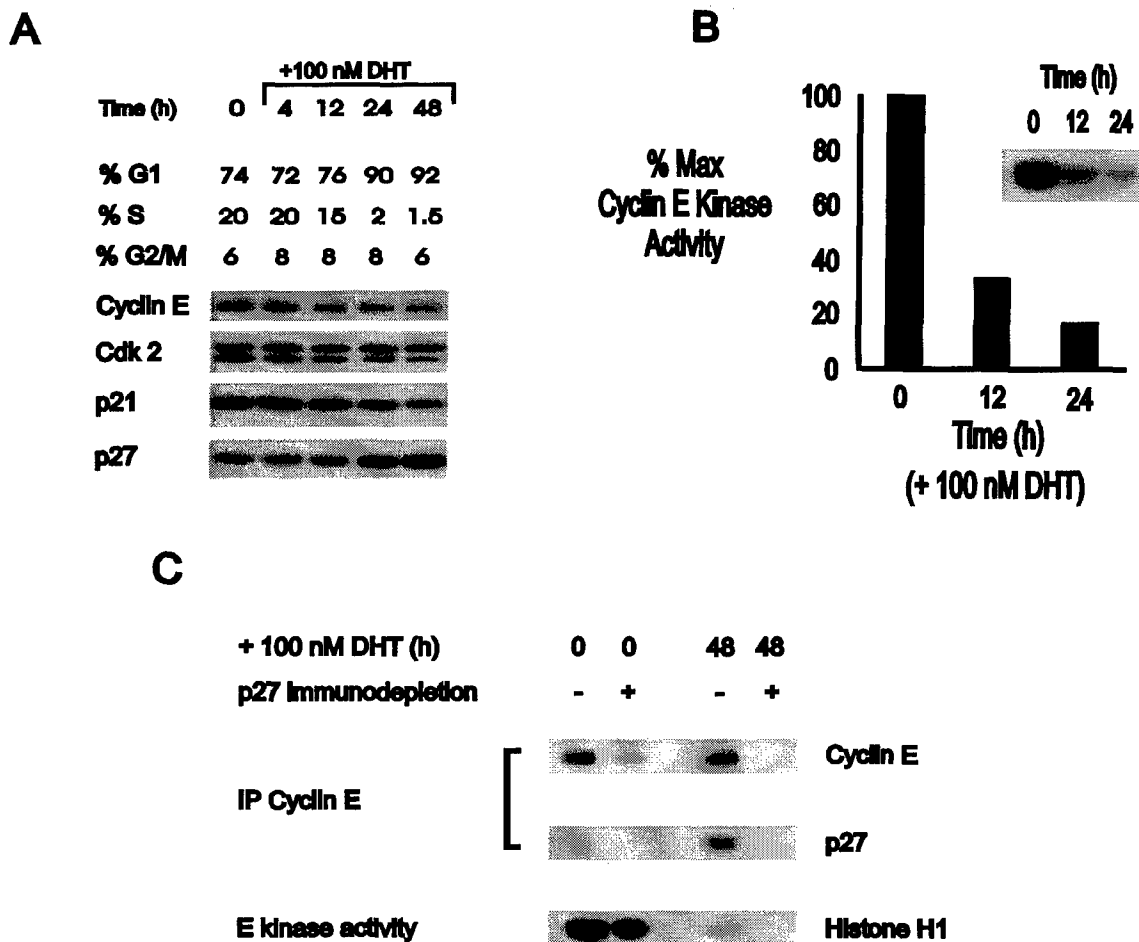 A
+100 nM DHT
Time (h) 0 4 12 24 48
% G1 74 72 76 90 92
% S 20 20 15 2 1.5
% G2/M 6 8 8 8 6
Cyclin E
Cdk 2
p21
p27
B
Time (h)
0 12 24
100
80
60
40
20
0
% Max
Cyclin E Kinase
Activity
0 12 24
Time (h)
(+ 100 nM DHT)
C
+ 100 nM DHT (h) 0 0 48 48
p27 Immunodepletion - + - +
IP Cyclin E
Cyclin E
p27
E kinase activity
Histone H1